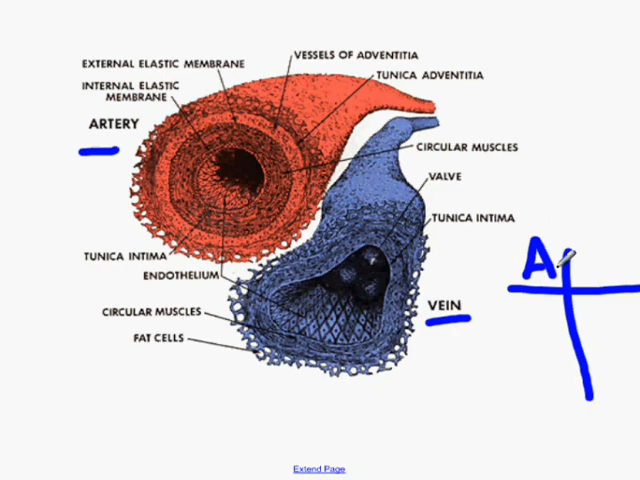 EXTERNAL ELASTIC MEMBRANE
VESSELS OF ADVENTITIA
TUNICA ADVENTITIA
INTERNAL ELASTIC
MEMBRANE
ARTERY
CIRCULAR MUSCLES
VALVE
TUNICA INTIMA
TUNICA INTIMA
ENDOTHELIUM
CIRCULAR MUSCLES
VEIN
FAT CELLS
A
Extend Page